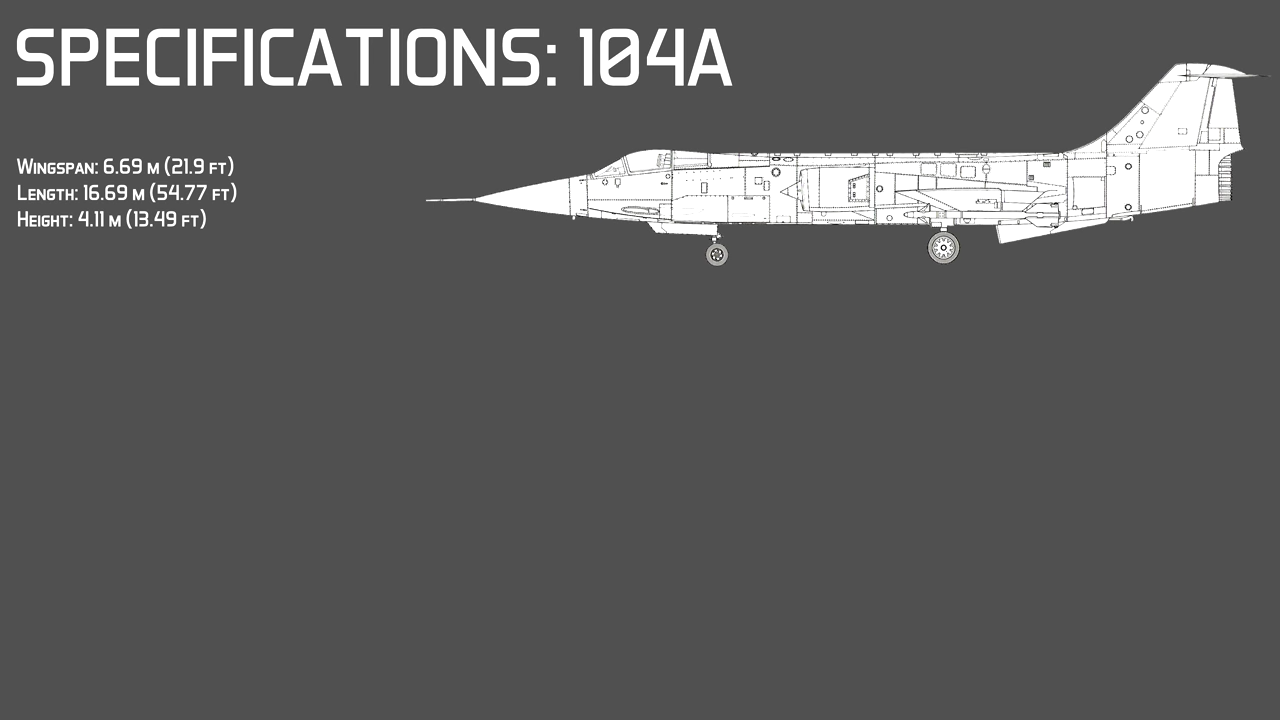 SPECIFICATIONS: 104A
Wingspan: 6.69 m (21.9 ft)
Length: 16.69 m (54.77 ft)
Height: 4.11 m (13.49 ft)